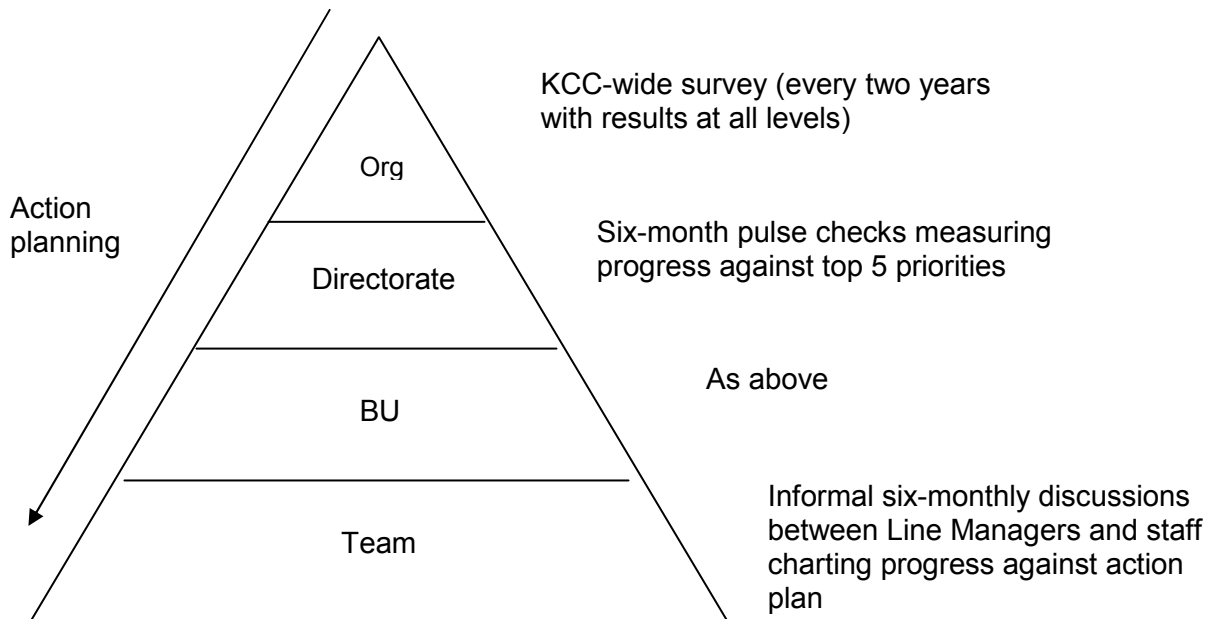 KCC-wide survey (every two years
with results at all levels)
Org
Action
planning
Six-month pulse checks measuring
progress against top 5 priorities
Directorate
As above
BU
Informal six-monthly discussions
between Line Managers and staff
charting progress against action
plan
Team